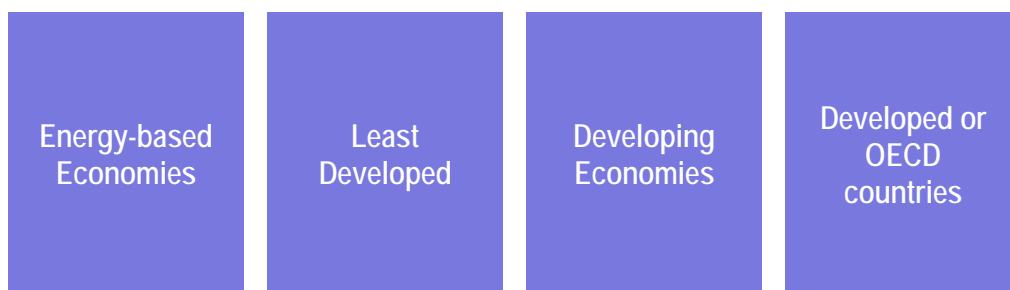 Energy-based
Economies
Least
Developed
Developing
Economies
Developed or
OECD
countries